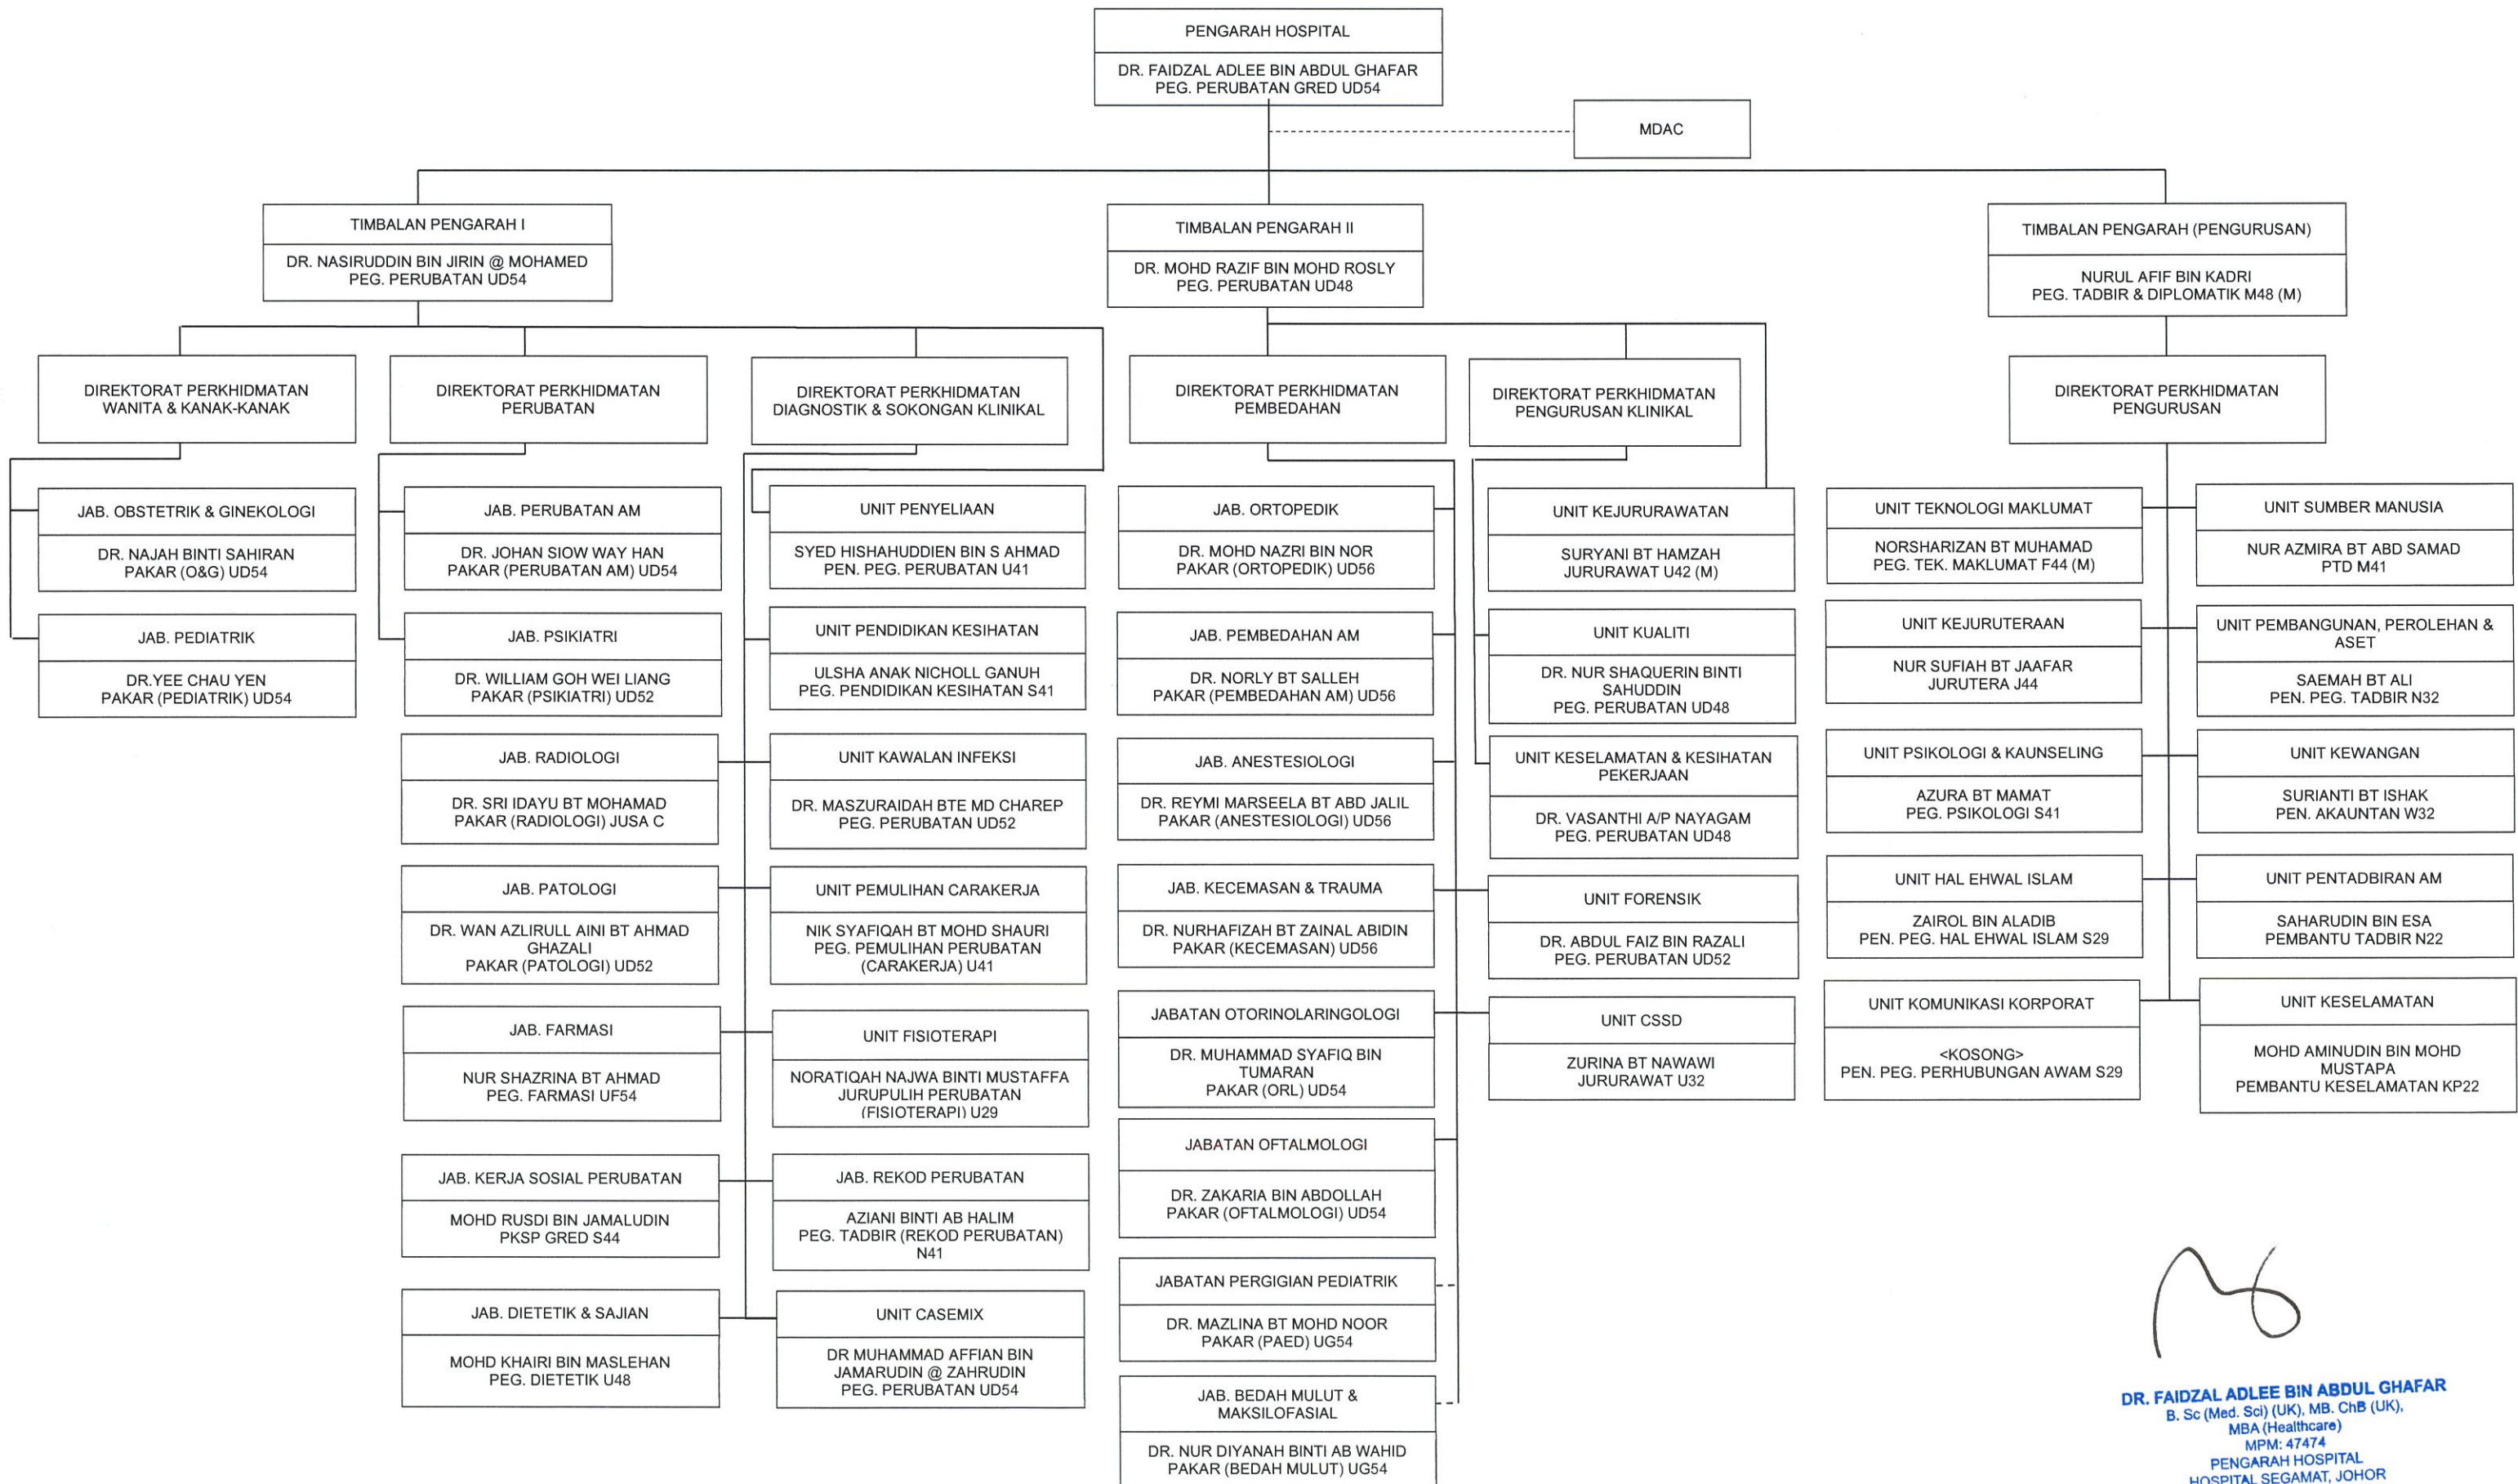 PENGARAH HOSPITAL
DR. FAIDZAL ADLEE BIN ABDUL GHAFAR
PEG. PERUBATAN GRED UD54
MDAC
TIMBALAN PENGARAH I
DR. NASIRUDDIN BIN JIRIN @ MOHAMED
PEG. PERUBATAN UD54
TIMBALAN PENGARAH II
DR. MOHD RAZIF BIN MOHD ROSLY
PEG. PERUBATAN UD48
TIMBALAN PENGARAH (PENGURUSAN)
NURUL AFIF BIN KADRI
PEG. TADBIR & DIPLOMATIK M48 (M)
DIREKTORAT PERKHIDMATAN
WANITA & KANAK-KANAK
DIREKTORAT PERKHIDMATAN
PERUBATAN
DIREKTORAT PERKHIDMATAN
DIAGNOSTIK & SOKONGAN KLINIKAL
DIREKTORAT PERKHIDMATAN
PEMBEDAHAN
DIREKTORAT PERKHIDMATAN
PENGURUSAN KLINIKAL
DIREKTORAT PERKHIDMATAN
PENGURUSAN
JAB. OBSTETRIK & GINEKOLOGI
DR. NAJAH BINTI SAHIRAN
PAKAR (O&G) UD54
JAB. PEDIATRIK
DR.YEE CHAU YEN
PAKAR (PEDIATRIK) UD54
JAB. PERUBATAN AM
DR. JOHAN SIOW WAY HAN
PAKAR (PERUBATAN AM) UD54
JAB. PSIKIATRI
DR. WILLIAM GOH WEI LIANG
PAKAR (PSIKIATRI) UD52
JAB. RADIOLOGI
DR. SRI IDAYU BT MOHAMAD
PAKAR (RADIOLOGI) JUSA C
JAB. PATOLOGI
DR. WAN AZLIRULL AINI BT AHMAD
GHAZALI
PAKAR (PATOLOGI) UD52
JAB. FARMASI
NUR SHAZRINA BT AHMAD
PEG. FARMASI UF54
JAB. KERJA SOSIAL PERUBATAN
MOHD RUSDI BIN JAMALUDIN
PKSP GRED S44
JAB. DIETETIK & SAJIAN
MOHD KHAIRI BIN MASLEHAN
PEG. DIETETIK U48
UNIT PENYELIAAN
SYED HISHAHUDDIEN BIN S AHMAD
PEN. PEG. PERUBATAN U41
UNIT PENDIDIKAN KESIHATAN
ULSHA ANAK NICHOLL GANUH
PEG. PENDIDIKAN KESIHATAN S41
UNIT KAWALAN INFEKSI
DR. MASZURAIDAH BTE MD CHAREP
PEG. PERUBATAN UD52
UNIT PEMULIHAN CARAKERJA
NIK SYAFIQAH BT MOHD SHAURI
PEG. PEMULIHAN PERUBATAN
(CARAKERJA) U41
UNIT FISIOTERAPI
NORATIQAH NAJWA BINTI MUSTAFFA
JURUPULIH PERUBATAN
(FISIOTERAPI) U29
JAB. REKOD PERUBATAN
AZIANI BINTI AB HALIM
PEG. TADBIR (REKOD PERUBATAN)
N41
UNIT CASEMIX
DR MUHAMMAD AFFIAN BIN
JAMARUDIN @ ZAHRUDIN
PEG. PERUBATAN UD54
JAB. ORTOPEDIK
DR. MOHD NAZRI BIN NOR
PAKAR (ORTOPEDIK) UD56
JAB. PEMBEDAHAN AM
DR. NORLY BT SALLEH
PAKAR (PEMBEDAHAN AM) UD56
JAB. ANESTESIOLOGI
DR. REYMI MARSEELA BT ABD JALIL
PAKAR (ANESTESIOLOGI) UD56
JAB. KECEMASAN & TRAUMA
DR. NURHAFIZAH BT ZAINAL ABIDIN
PAKAR (KECEMASAN) UD56
JABATAN OTORINOLARINGOLOGI
DR. MUHAMMAD SYAFIQ BIN
TUMARAN
PAKAR (ORL) UD54
JABATAN OFTALMOLOGI
DR. ZAKARIA BIN ABDOLLAH
PAKAR (OFTALMOLOGI) UD54
JABATAN PERGIGIAN PEDIATRIK
DR. MAZLINA BT MOHD NOOR
PAKAR (PAED) UG54
JAB. BEDAH MULUT &
MAKSILOFASIAL
DR. NUR DIYANAH BINTI AB WAHID
PAKAR (BEDAH MULUT) UG54
UNIT KEJURURAWATAN
SURYANI BT HAMZAH
JURURAWAT U42 (M)
UNIT KUALITI
DR. NUR SHAQUERIN BINTI
SAHUDDIN
PEG. PERUBATAN UD48
UNIT KESELAMATAN & KESIHATAN
PEKERJAAN
DR. VASANTHI A/P NAYAGAM
PEG. PERUBATAN UD48
UNIT FORENSIK
DR. ABDUL FAIZ BIN RAZALI
PEG. PERUBATAN UD52
UNIT CSSD
ZURINA BT NAWAWI
JURURAWAT U32
UNIT TEKNOLOGI MAKLUMAT
NORSHARIZAN BT MUHAMAD
PEG. TEK. MAKLUMAT F44 (M)
UNIT KEJURUTERAAN
NUR SUFIAH BT JAAFAR
JURUTERA J44
UNIT PSIKOLOGI & KAUNSELING
AZURA BT MAMAT
PEG. PSIKOLOGI S41
UNIT HAL EHWAL ISLAM
ZAIROL BIN ALADIB
PEN. PEG. HAL EHWAL ISLAM S29
UNIT KOMUNIKASI KORPORAT
<KOSONG>
PEN. PEG. PERHUBUNGAN AWAM S29
UNIT SUMBER MANUSIA
NUR AZMIRA BT ABD SAMAD
PTD M41
UNIT PEMBANGUNAN, PEROLEHAN &
ASET
SAEMAH BT ALI
PEN. PEG. TADBIR N32
UNIT KEWANGAN
SURIANTI BT ISHAK
PEN. AKAUNTAN W32
UNIT PENTADBIRAN AM
SAHARUDIN BIN ESA
PEMBANTU TADBIR N22
UNIT KESELAMATAN
MOHD AMINUDIN BIN MOHD
MUSTAPA
PEMBANTU KESELAMATAN KP22
DR. FAIDZAL ADLEE BIN ABDUL GHAFAR
B. Sc (Med. Sci) (UK), MB. ChB (UK),
MBA (Healthcare)
MPM: 47474
PENGARAH HOSPITAL
HOSPITAL SEGAMAT, JOHOR